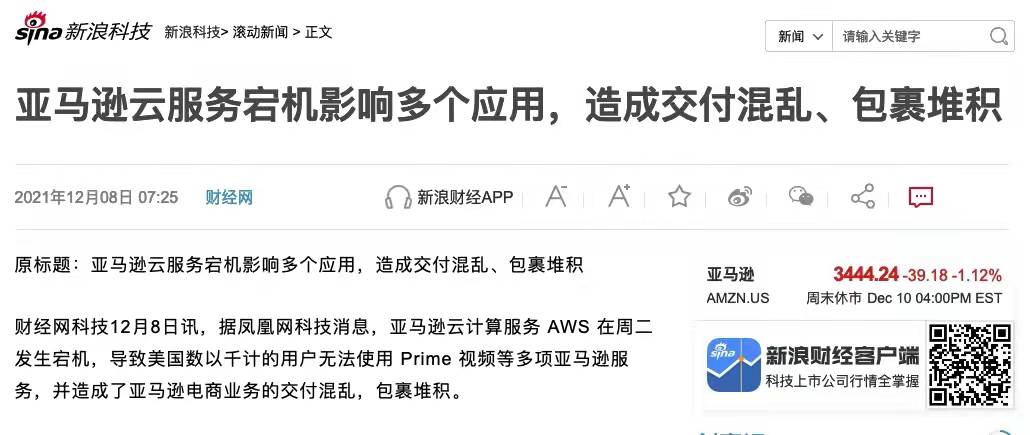 sina 新浪科技 新浪科技> 滚动新闻 > 正文 新闻 请输入关键字
亚马逊云服务宕机影响多个应用，造成交付混乱、包裹堆积
2021年12月08日 07:25 财经网 新浪财经APP A- A+
原标题：亚马逊云服务宕机影响多个应用，造成交付混乱、包裹堆积
财经网科技12月8日讯，据凤凰网科技消息，亚马逊云计算服务 AWS 在周二
发生宕机，导致美国数以千计的用户无法使用 Prime 视频等多项亚马逊服
务，并造成了亚马逊电商业务的交付混乱，包裹堆积。
亚马逊 3444.24 -39.18 -1.12%
AMZN.US 周末休市 Dec 10 04:00PM EST
sina 新浪财经客户端
科技上市公司行情全掌握